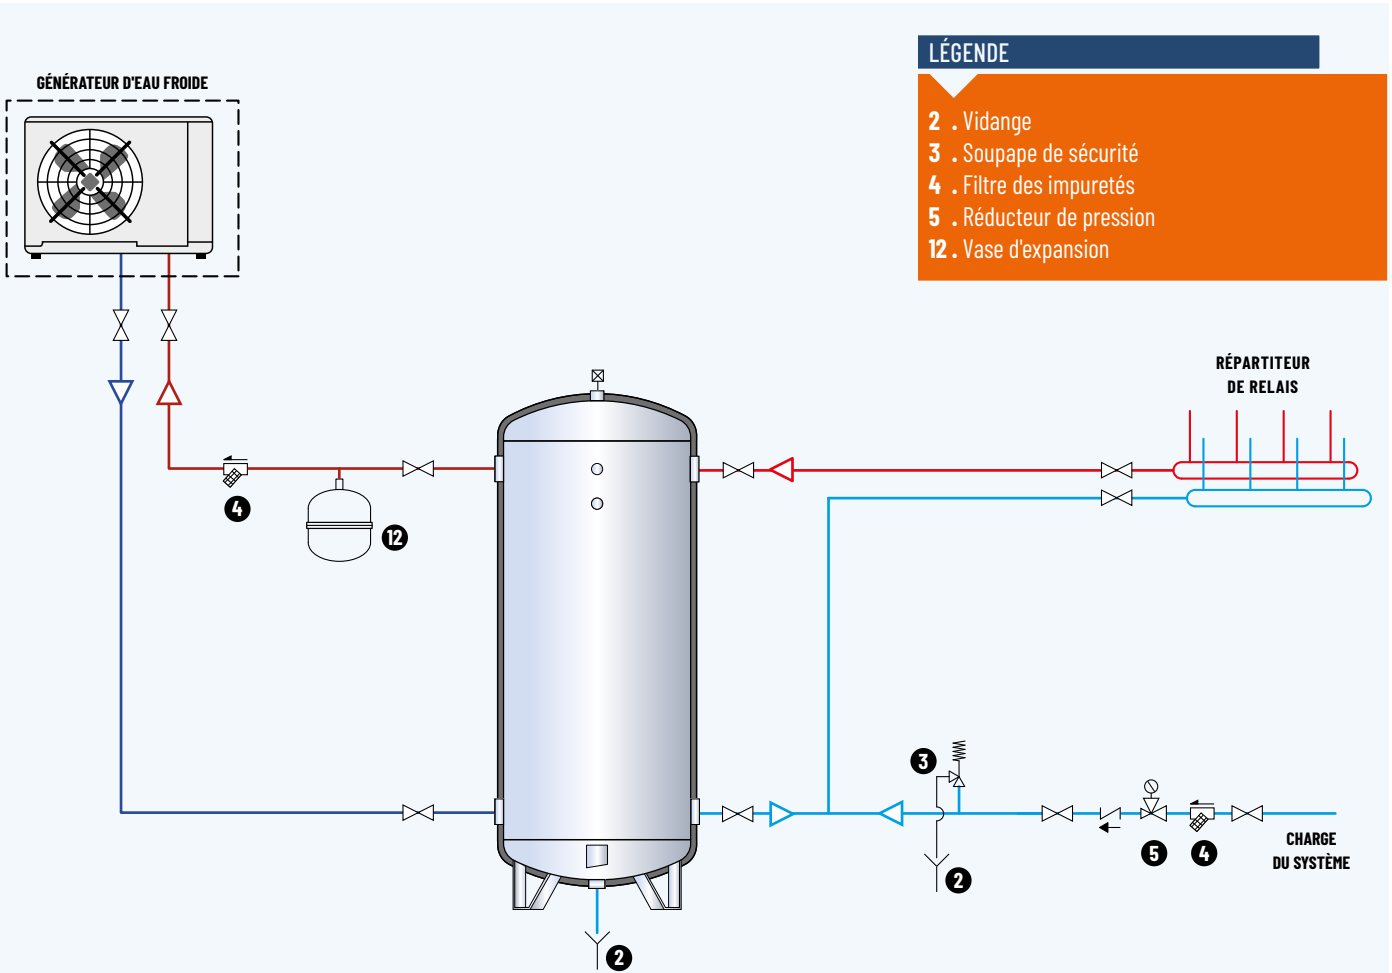 LÉGENDE
2 . Vidange
3 . Soupape de sécurité
4 . Filtre des impuretés
5 . Réducteur de pression
12 . Vase d'expansion
GÉNÉRATEUR D'EAU FROIDE
RÉPARTITEUR
DE RELAIS
4
12
3
5
4
2
CHARGE
DU SYSTÈME
2